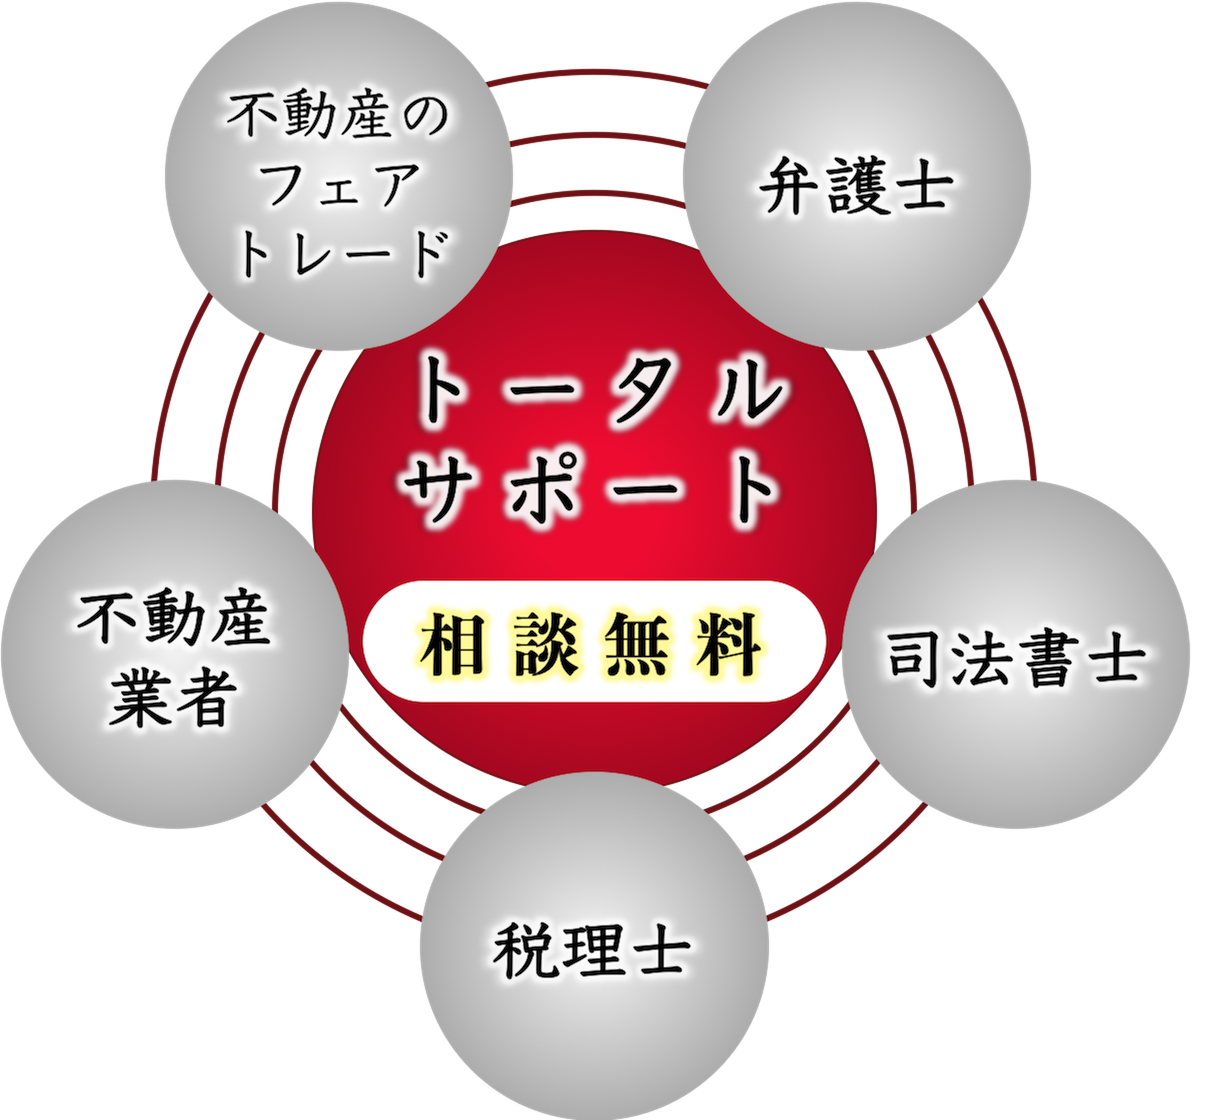 不動産の
フェア
トレード
弁護士
トータル
サポート
相談無料
不動産
業者
司法書士
税理士